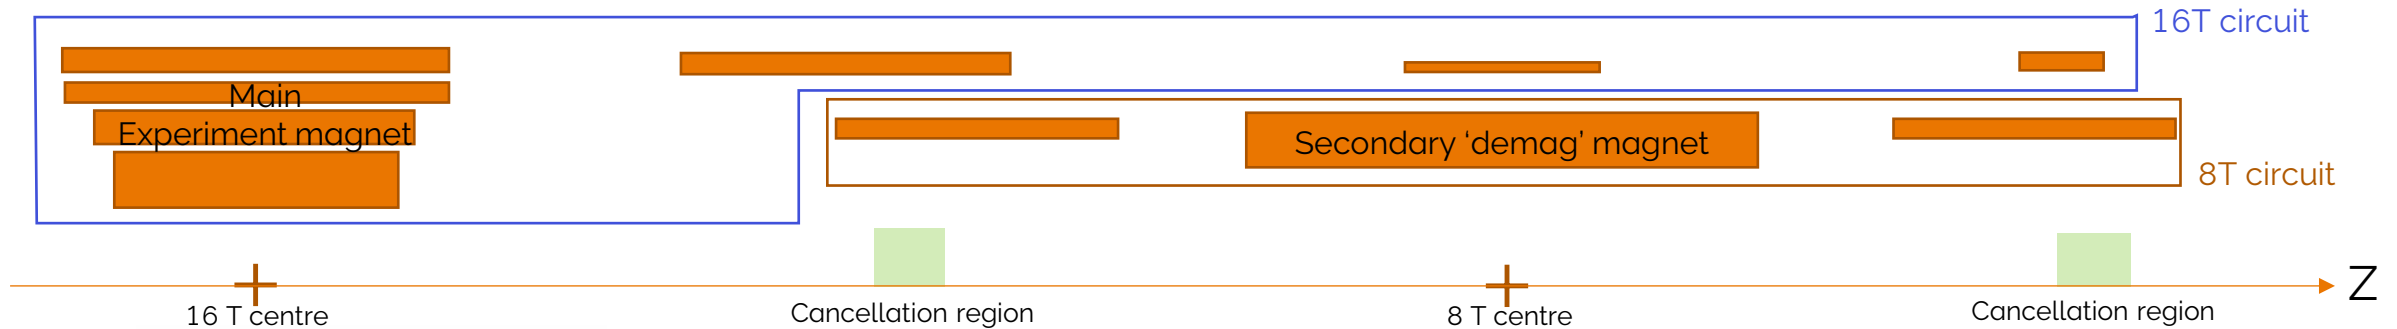 16T circuit
Main
Experiment magnet
Secondary ‘demag’ magnet
8T circuit
Z
16 T centre
Cancellation region
8 T centre
Cancellation region